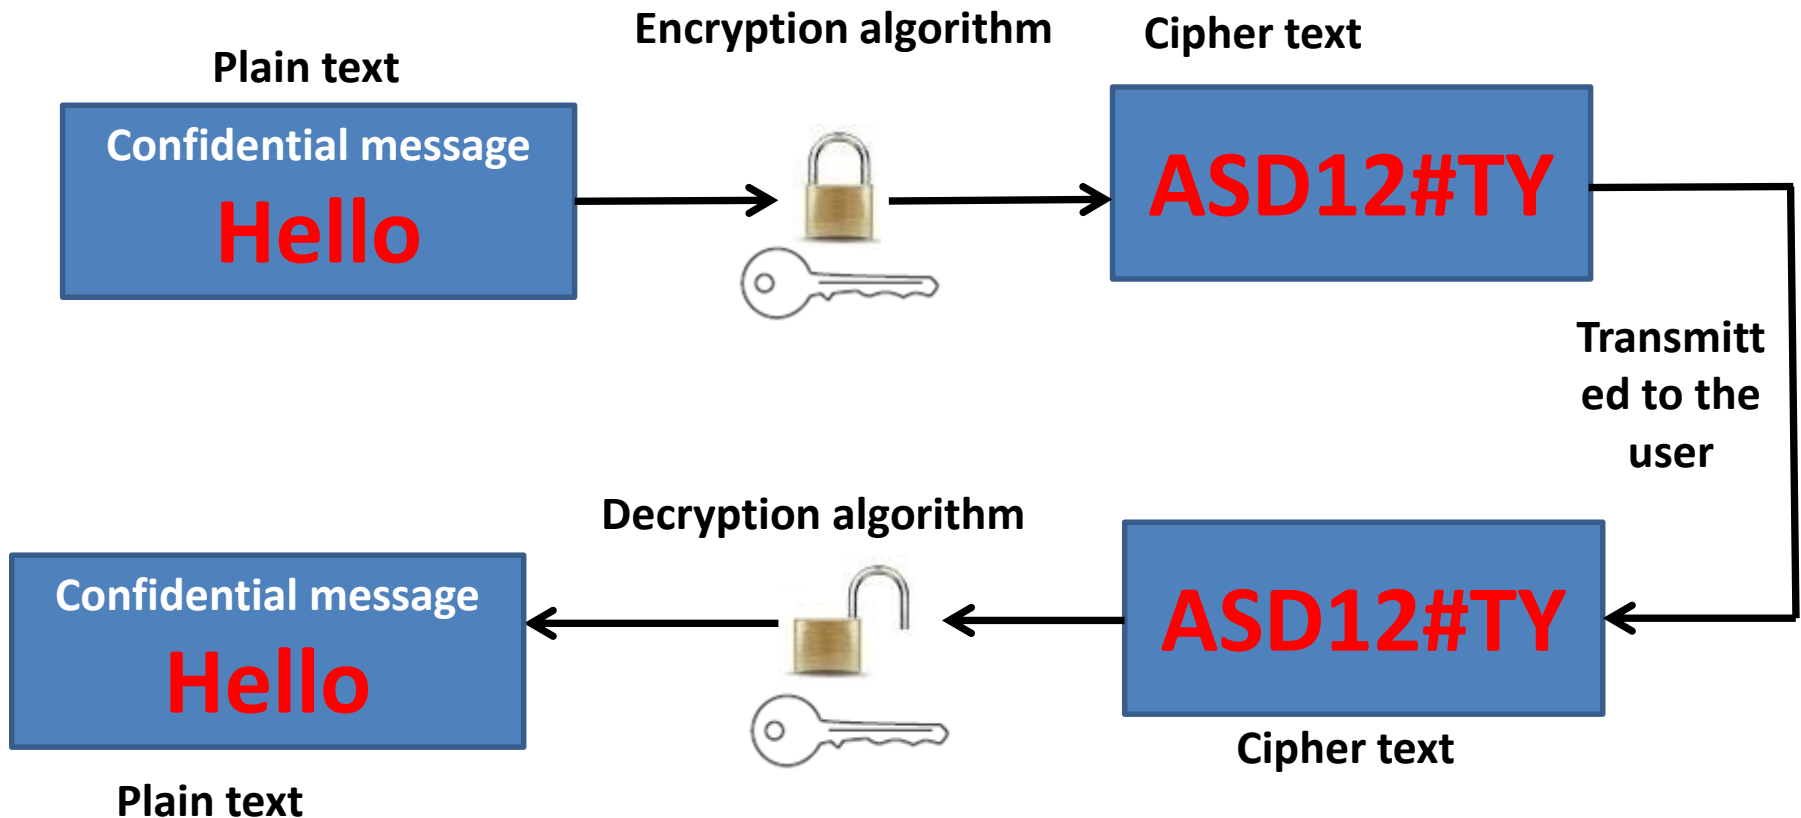 Plain text
Encryption algorithm
Cipher text
Confidential message
Hello
ASD12#TY
Transmitt
ed to the
user
Decryption algorithm
ASD12#TY
Cipher text
Confidential message
Hello
Plain text